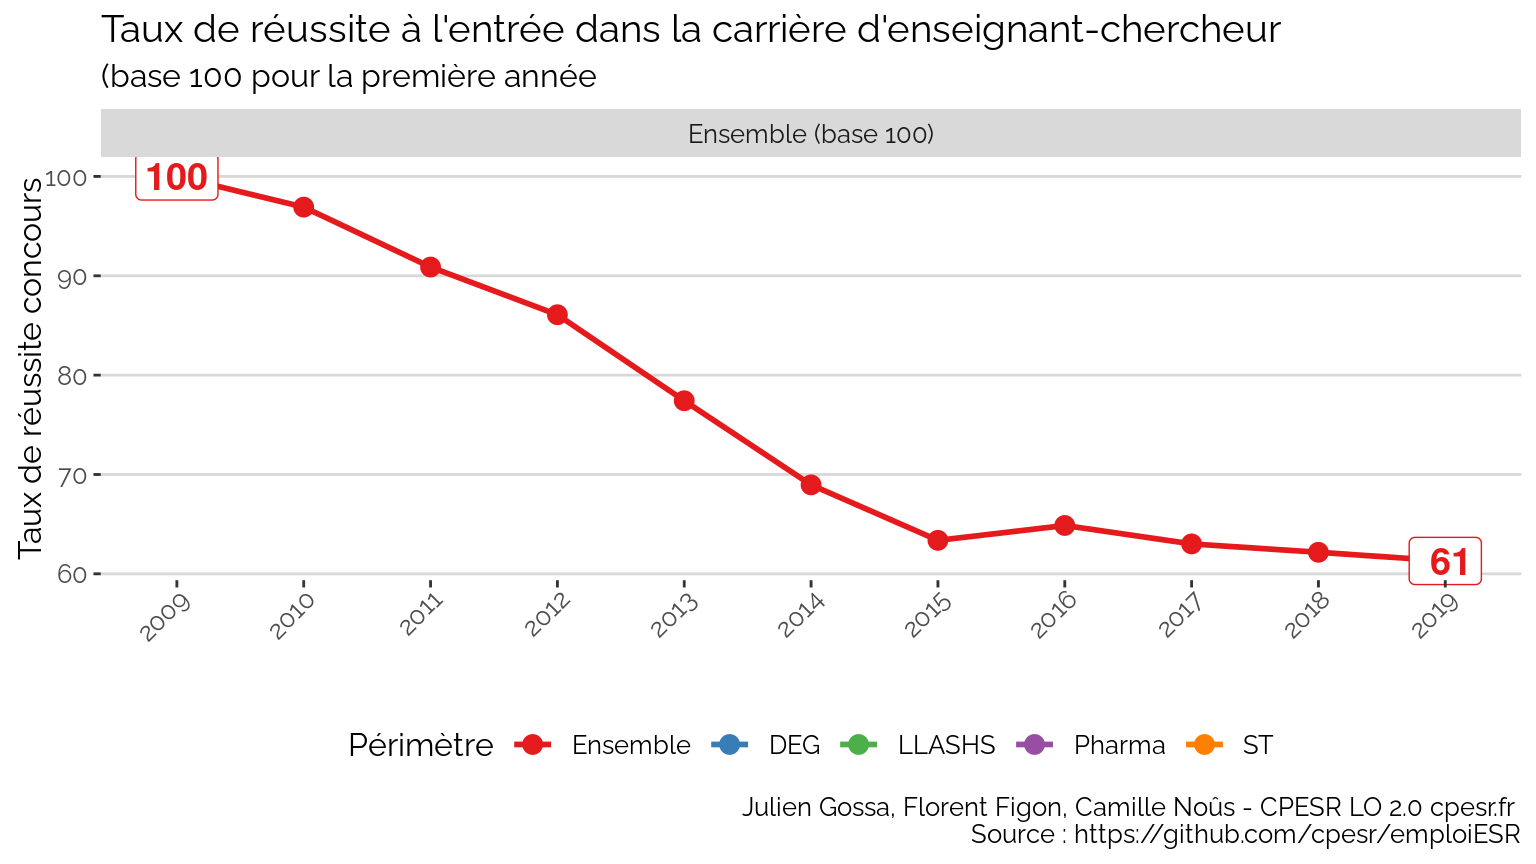 Taux de réussite à l'entrée dans la carrière d'enseignant-chercheur
(base 100 pour la première année
Ensemble (base 100)
Taux de réussite concours
100
90
80
70
60
100
61
2009
2010
2011
2012
2013
2014
2015
2016
2017
2018
2019
Périmètre Ensemble DEG LLASHS Pharma ST
Julien Gossa, Florent Figon, Camille Noûs - CPESR LO 2.0 cpesr.fr
Source : https://github.com/cpesr/emploiESR